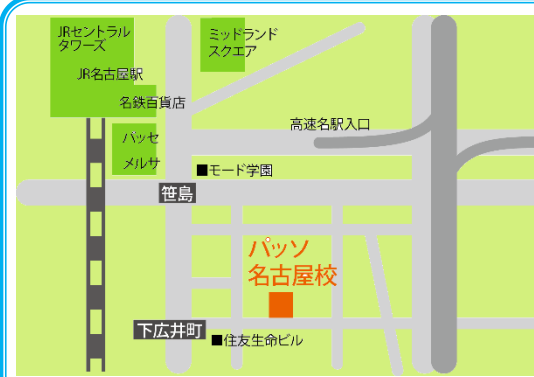 JRセントラル
タワーズ
ミッドランド
スクエア
JR名古屋駅
名鉄百貨店
高速名駅入口
パッセ
メルサ
■モード学園
笹島
パッソ
名古屋校
下広井町
■住友生命ビル